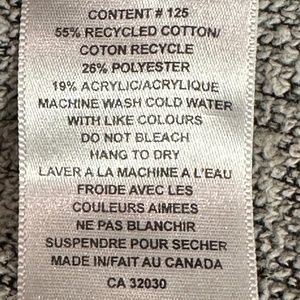 CONTENT # 125
55% RECYCLED COTTON/
COTON RECYCLE
26% POLYESTER
19% ACRYLIC/ACRYLIQUE
MACHINE WASH COLD WATER
WITH LIKE COLOURS
DO NOT BLEACH
HANG TO DRY
LAVER A LA MACHINE A L'EAU
FROIDE AVEC LES
COULEURS AIMEES
NE PAS BLANCHIR
SUSPENDRE POUR SECHER
MADE IN/FAIT AU CANADA
CA 32030